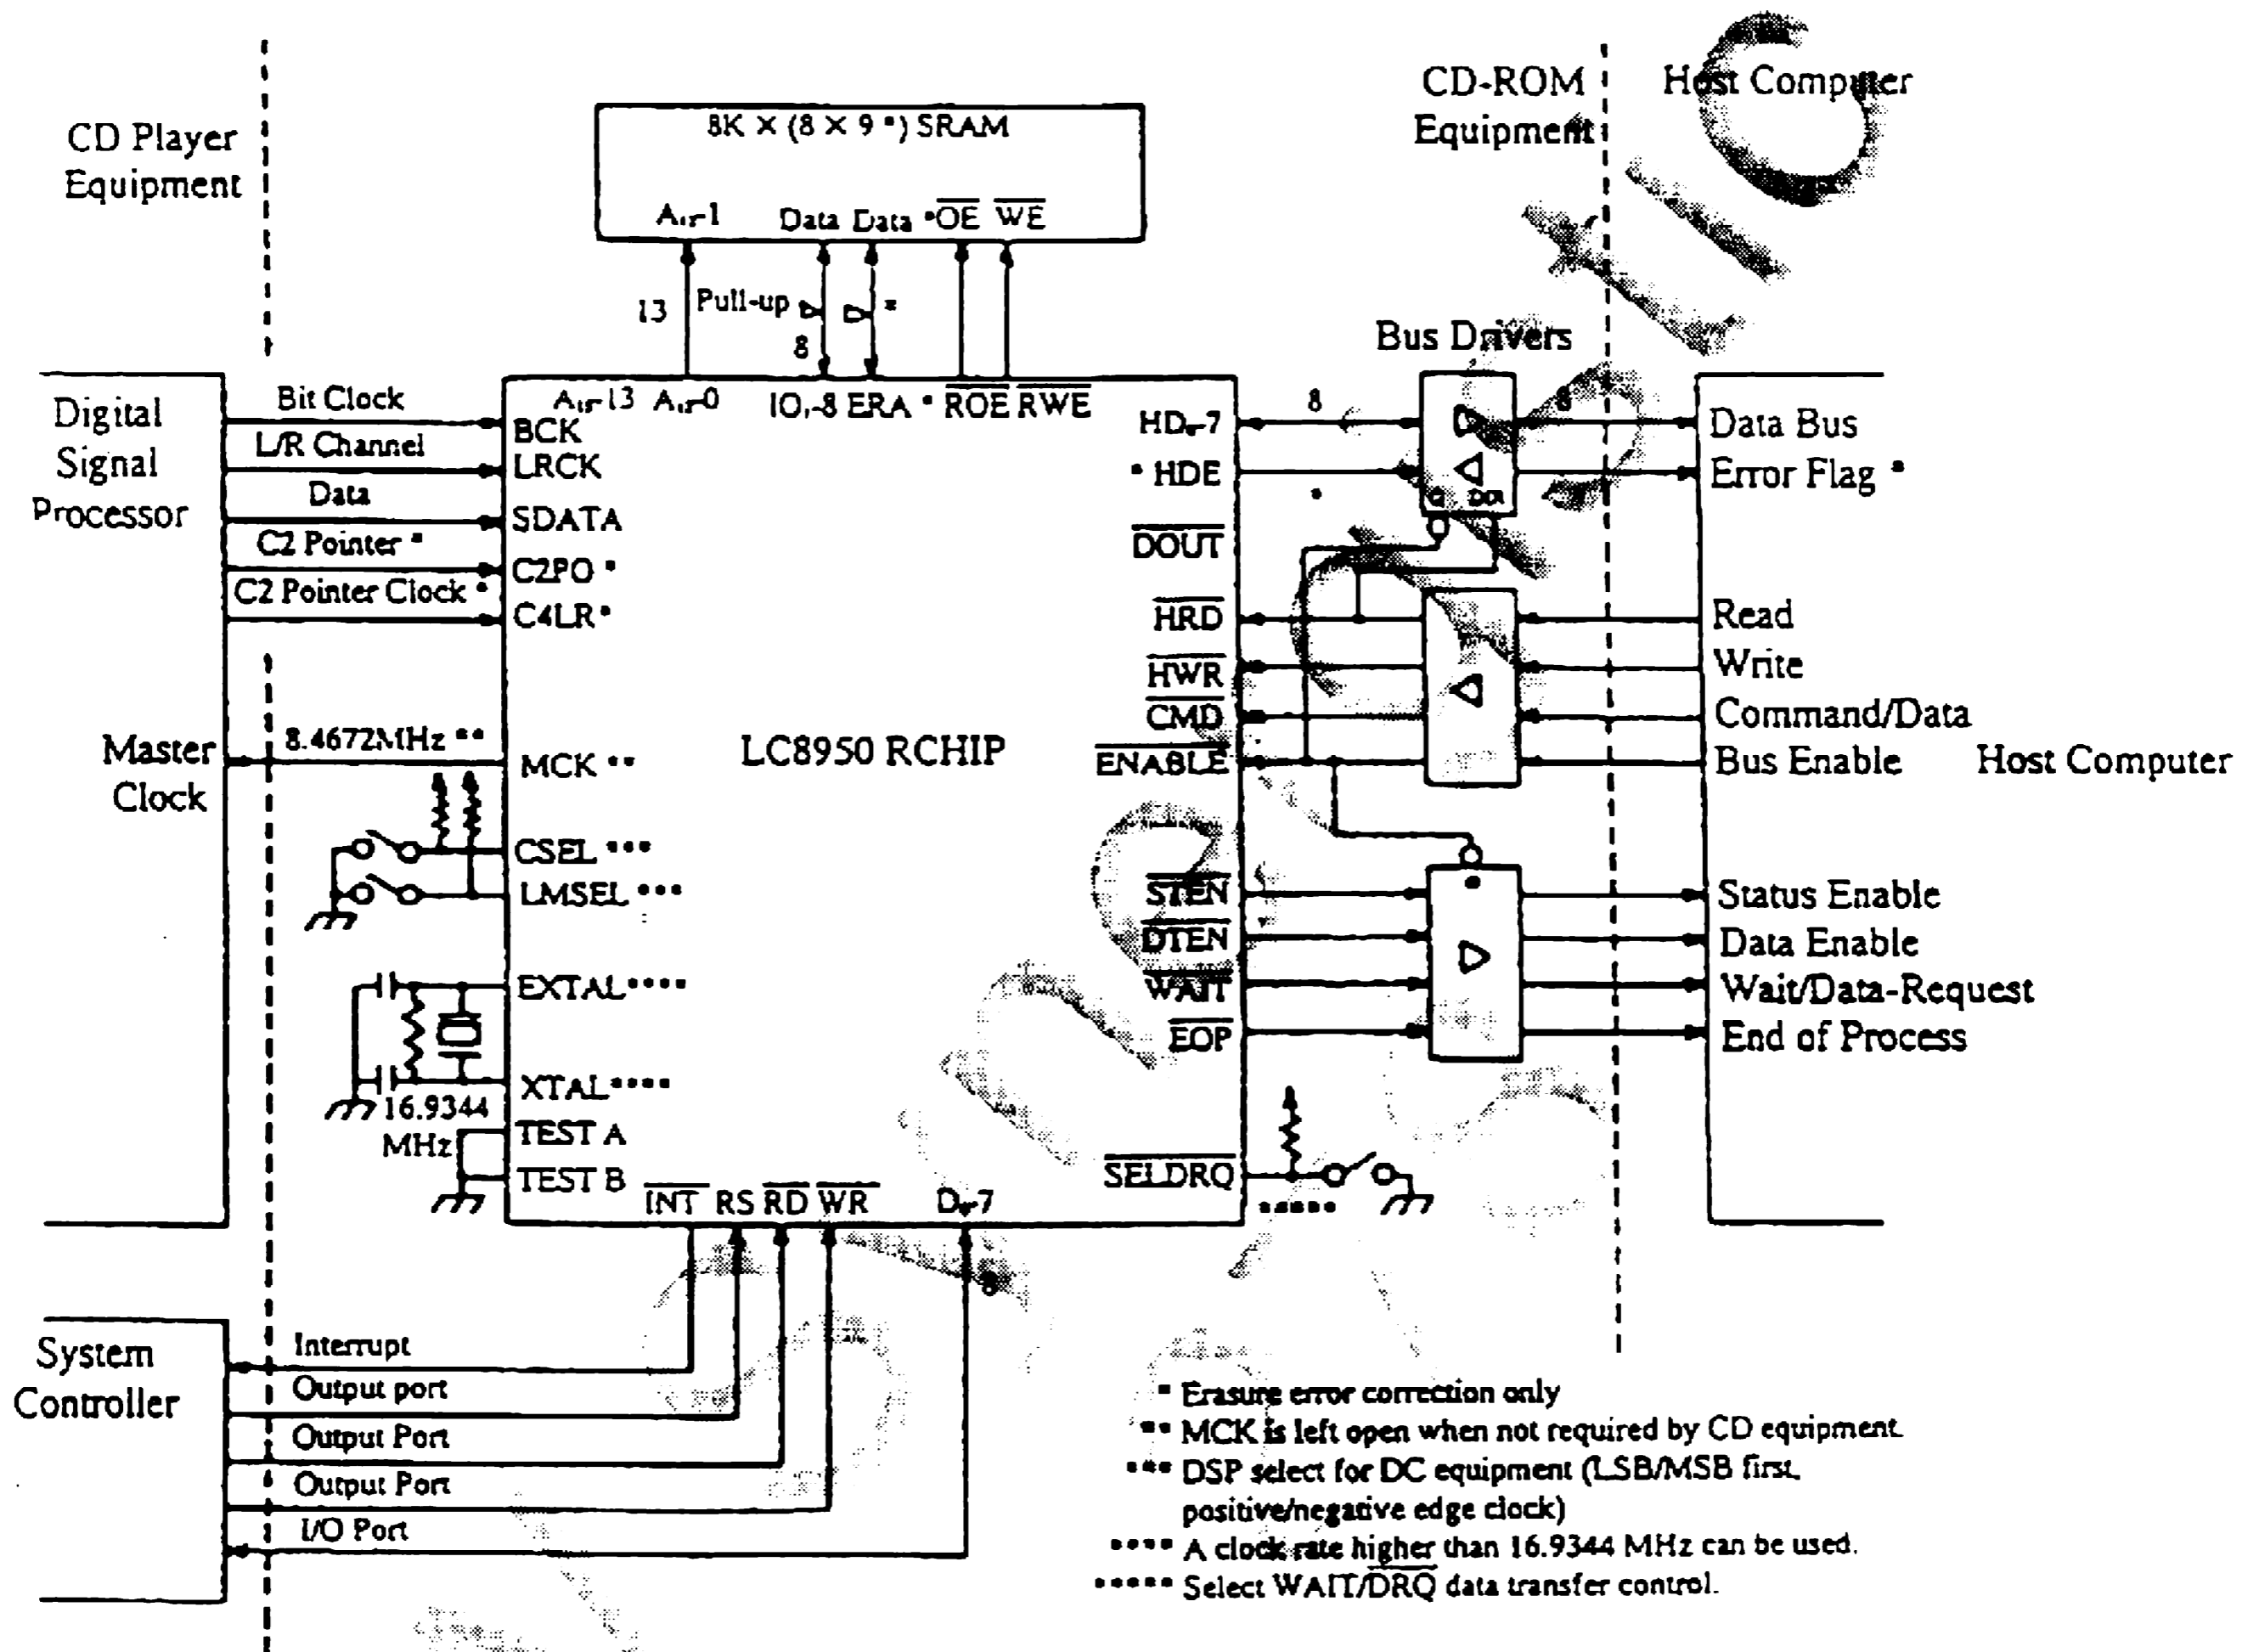 CD Player
Equipment
CD-ROM
Equipment
Host Computer
8K × (8 × 9 *) SRAM
Data Data *OE WE
13
Pull-up
*
8
Bus Drivers
Digital
Signal
Processor
Bit Clock
L/R Channel
Data
C2 Pointer *
C2 Pointer Clock *
BCK
LRCK
SDATA
C2PO *
C4LR*
IO1-8 ERA * ROE RWE
HD0-7
* HDE
DOUT
HRD
HWR
CMD
ENABLE
8
*
8
G DIR
Data Bus
Error Flag *
Read
Write
Command/Data
Bus Enable
Host Computer
Master
Clock
8.4672MHz **
MCK **
LC8950 RCHIP
CSEL ***
LMSEL ***
EXTAL****
XTAL****
16.9344
MHz
TEST A
TEST B
STEN
DTEN
WAIT
EOP
Status Enable
Data Enable
Wait/Data-Request
End of Process
SELDRQ
*****
INT RS RD WR D0-7
8
System
Controller
Interrupt
Output port
Output Port
Output Port
I/O Port
* Erasure error correction only
** MCK is left open when not required by CD equipment.
*** DSP select for DC equipment (LSB/MSB first,
positive/negative edge clock)
**** A clock rate higher than 16.9344 MHz can be used.
***** Select WAIT/DRQ data transfer control.